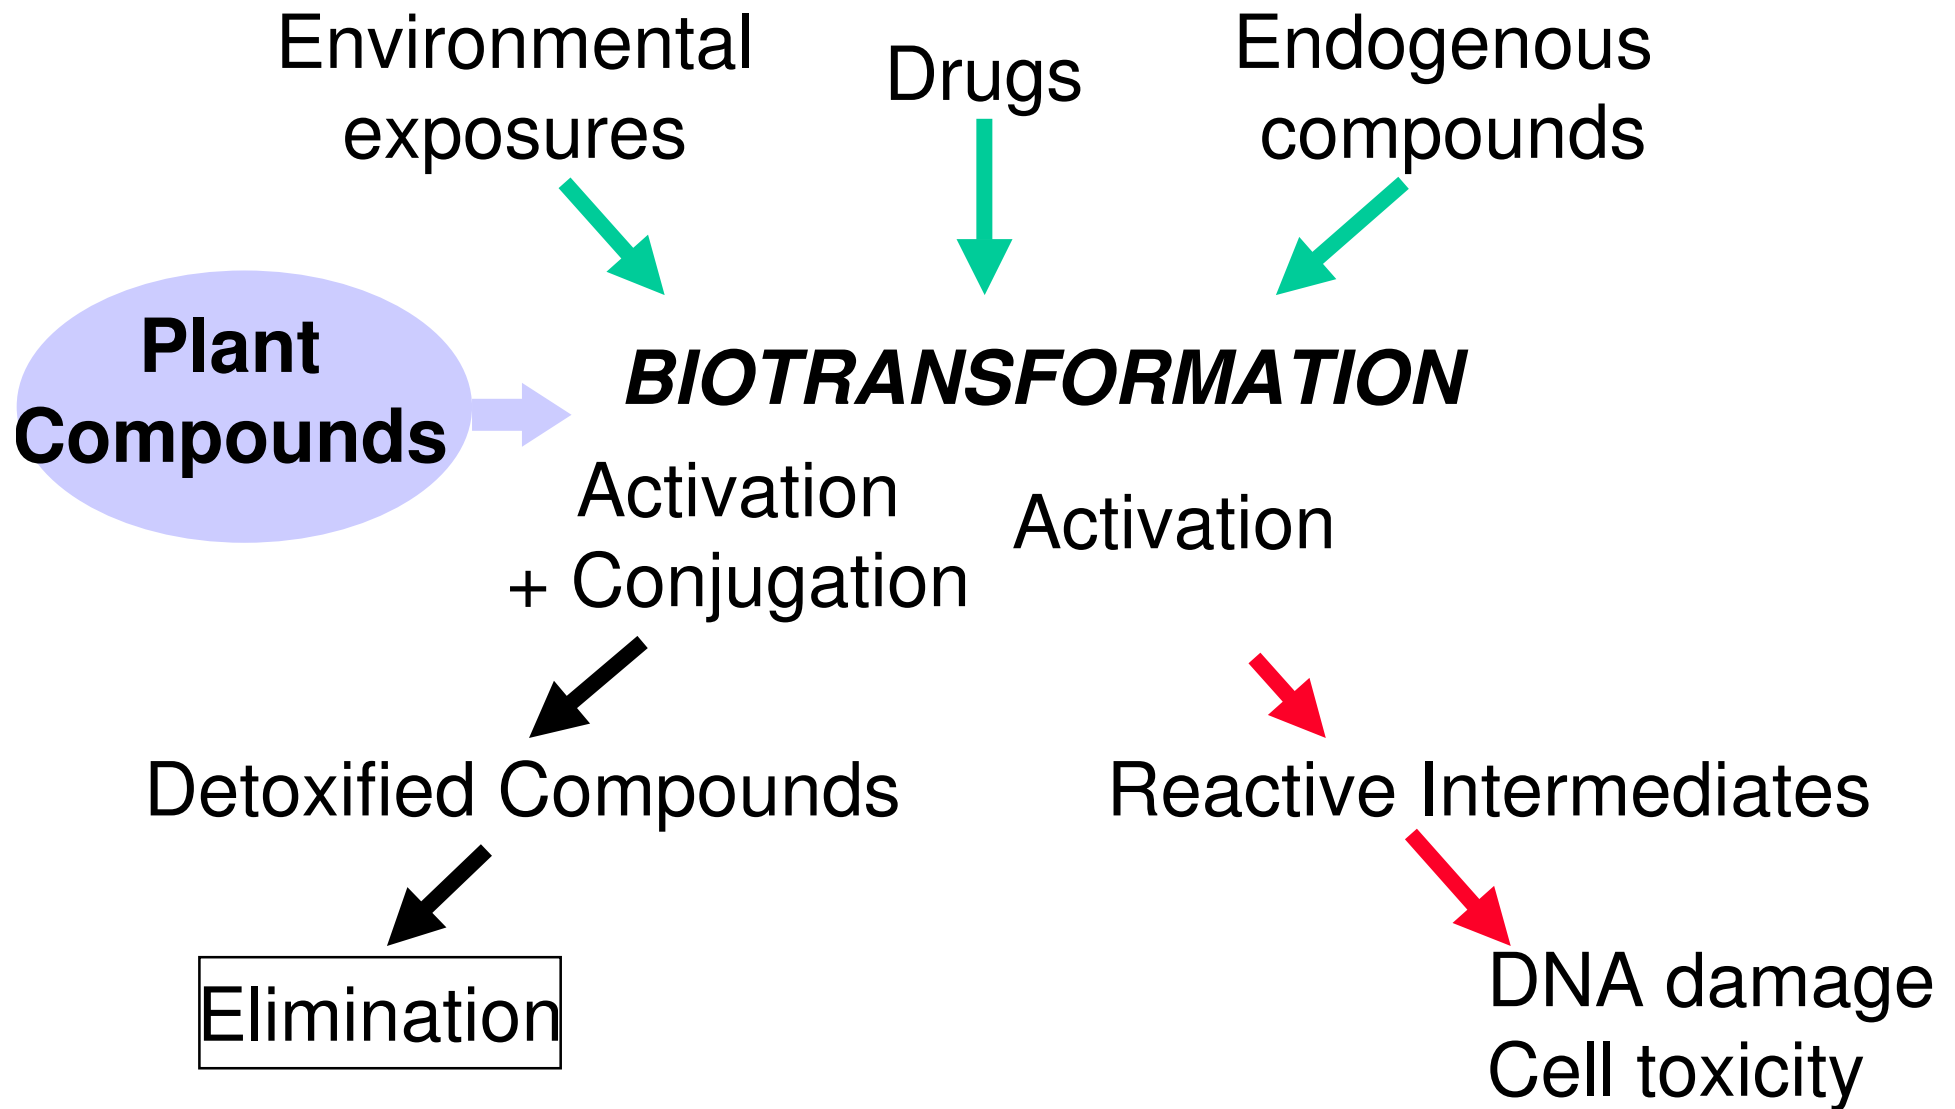 Environmental
exposures
Drugs
Endogenous
compounds
Plant
Compounds
BIOTRANSFORMATION
Activation
+ Conjugation
Activation
Detoxified Compounds
Reactive Intermediates
Elimination
DNA damage
Cell toxicity